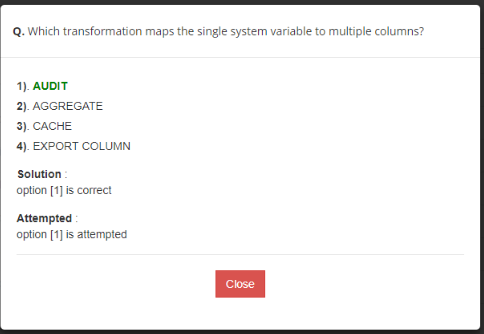 Q. Which transformation maps the single system variable to multiple columns?
1). AUDIT
2). AGGREGATE
3). CACHE
4). EXPORT COLUMN
Solution :
option [1] is correct
Attempted :
option [1] is attempted
Close